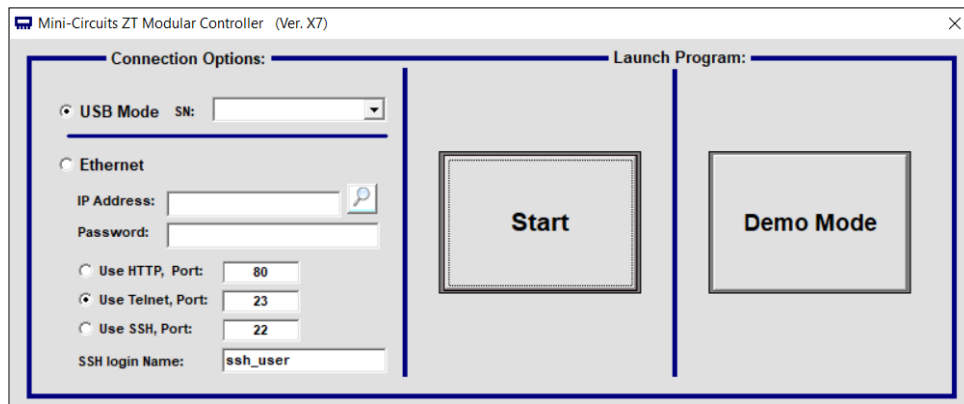 Mini-Circuits ZT Modular Controller (Ver. X7)
Connection Options:
Launch Program:
USB Mode SN:
Ethernet
IP Address:
Password:
Use HTTP, Port: 80
Use Telnet, Port: 23
Use SSH, Port: 22
SSH login Name: ssh_user
Start
Demo Mode